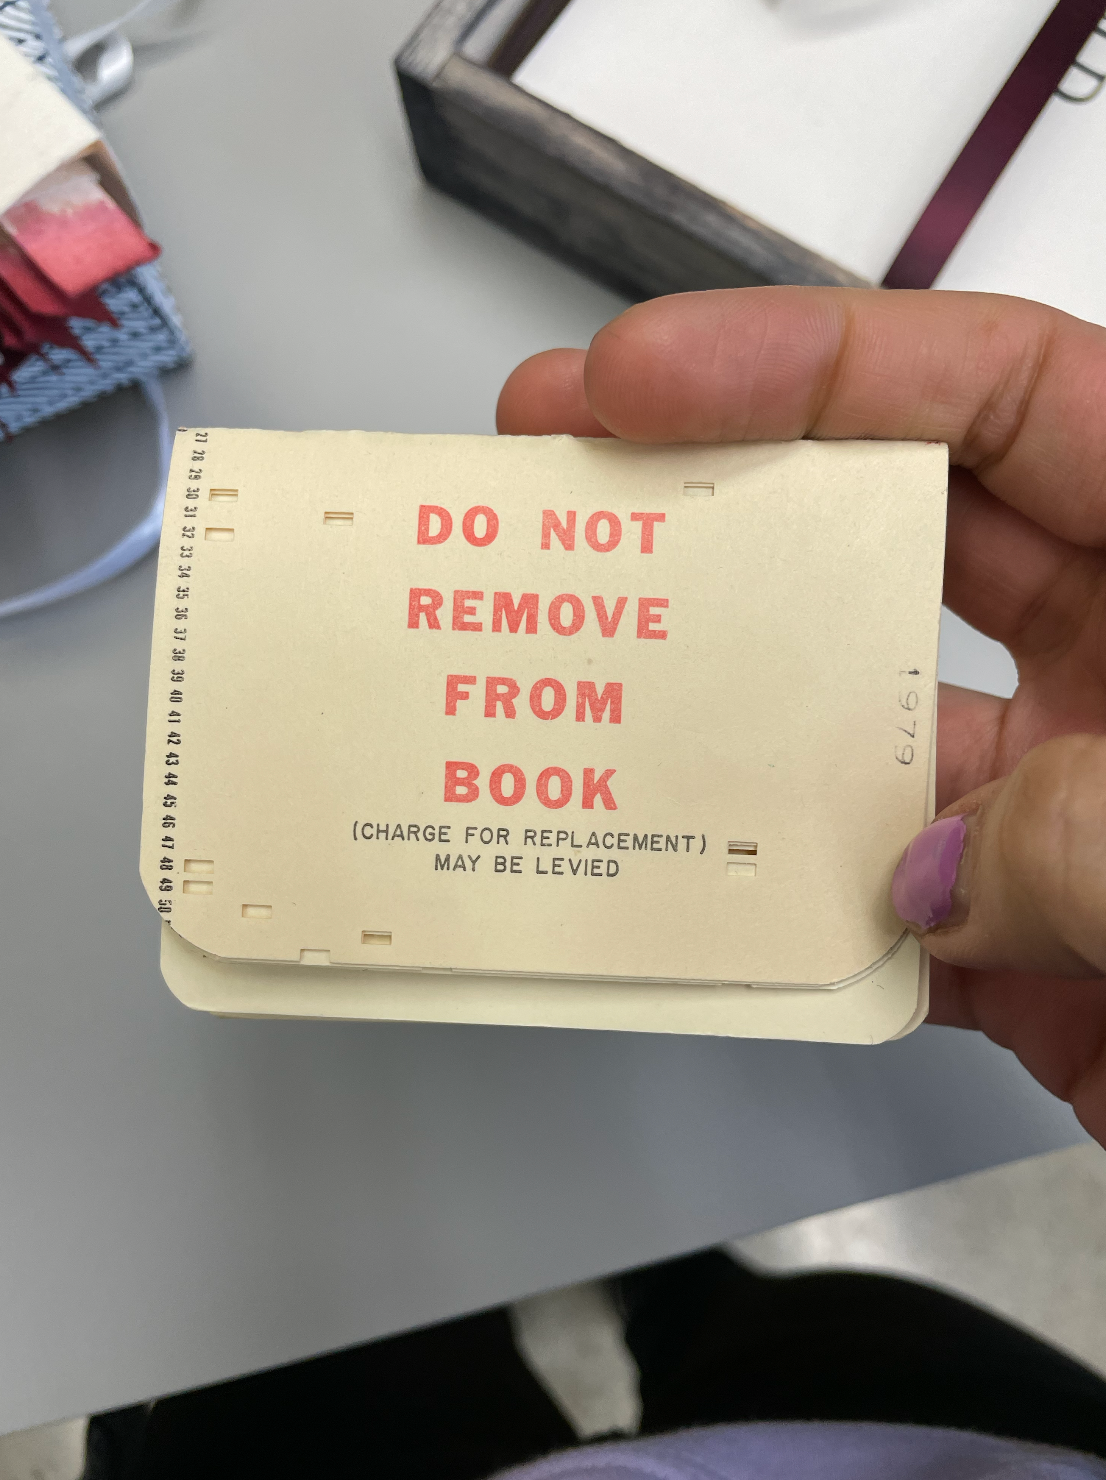 DO NOT
REMOVE
FROM
BOOK
(CHARGE FOR REPLACEMENT)
MAY BE LEVIED
27 28 29 30 31 32 33 34 35 36 37 38 39 40 41 42 43 44 45 46 47 48 49 50
1979